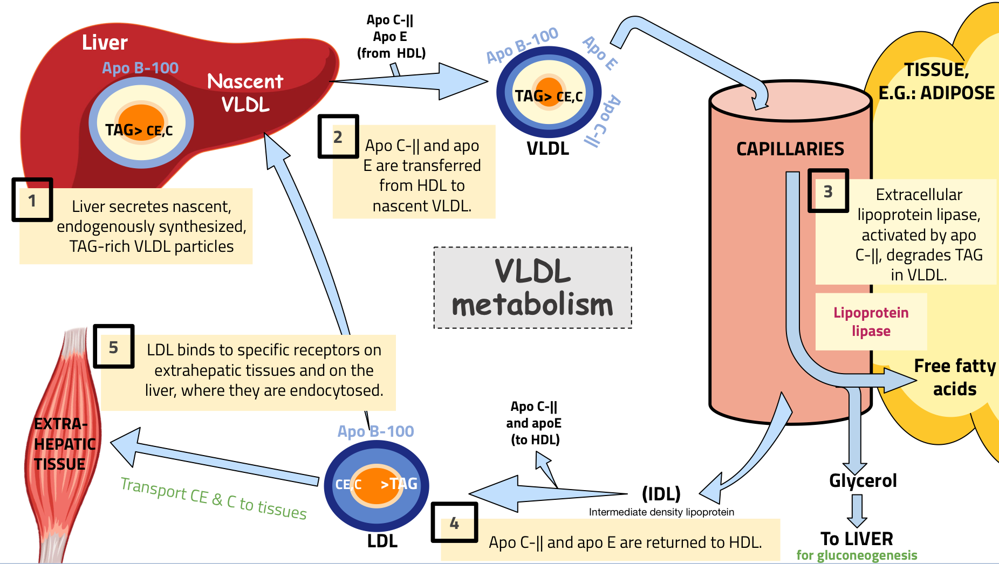 Liver
Apo B-100
Nascent
VLDL
TAG> CE,C
1
Liver secretes nascent,
endogenously synthesized,
TAG-rich VLDL particles
Apo C-||
Apo E
(from HDL)
2
Apo C-|| and apo
E are transferred
from HDL to
nascent VLDL.
Apo B-100
Apo E
Apo C-||
TAG> CE,C
VLDL
TISSUE,
E.G.: ADIPOSE
CAPILLARIES
3
Extracellular
lipoprotein lipase,
activated by apo
C-||, degrades TAG
in VLDL.
Lipoprotein
lipase
Free fatty
acids
Glycerol
To LIVER
for gluconeogenesis
VLDL
metabolism
(IDL)
Intermediate density lipoprotein
Apo C-||
and apoE
(to HDL)
4
Apo C-|| and apo E are returned to HDL.
5
LDL binds to specific receptors on
extrahepatic tissues and on the
liver, where they are endocytosed.
Apo B-100
CE,C >TAG
LDL
EXTRA-
HEPATIC
TISSUE
Transport CE & C to tissues